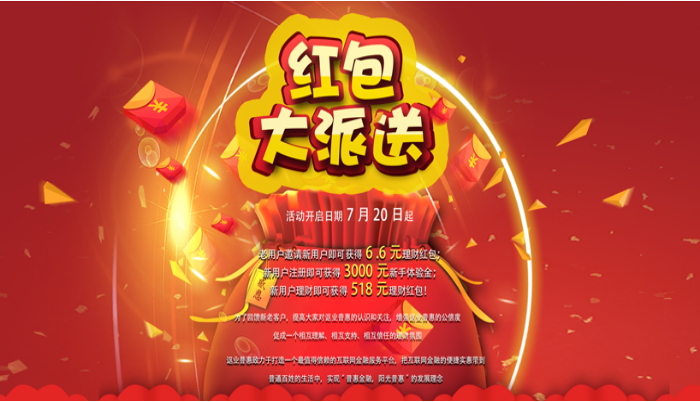 红包
大派送
活动开启日期 7 月 20 日起
老用户邀请新用户即可获得 6.6 元理财红包；
新用户注册即可获得 3000 元新手体验金；
新用户理财即可获得 518 元理财红包！
为了回馈新老客户，提高大家对返业普惠的认识和关注，增强返业普惠的公信度
促成一个相互理解、相互支持、相互信任的 氛围
返业普惠致力于打造一个最值得信赖的互联网金融服务平台，把互联网金融的便捷实惠带到
普通百姓的生活中，实现“普惠金融，阳光普惠”的发展理念